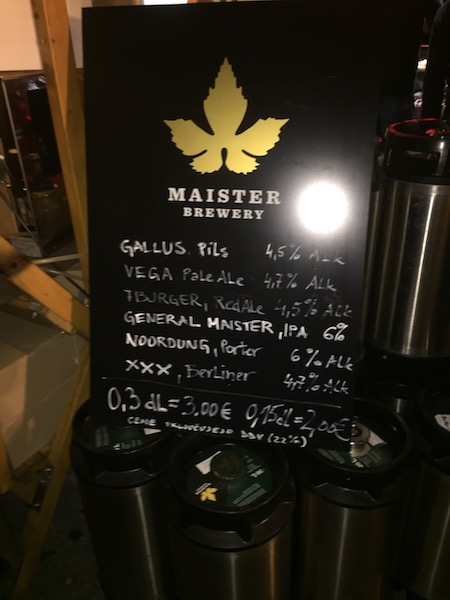 MAISTER
BREWERY
GALLUS, Pils 4,5% Alk
VEGA Pale Ale 4,7% Alk
7BURGER, Red Ale 4,5% Alk
GENERAL MAISTER, IPA 6%
NOORDUNG, Porter 6% Alk
XXX, Berliner 4,7% Alk
0,3 dL = 3,00€ 0,15dl = 2,00€
CENE VKLJUČUJEJO DDV (22%)